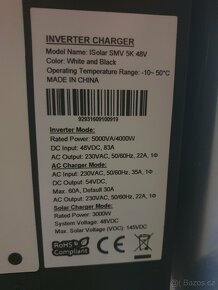 INVERTER CHARGER
Model Name: ISolar SMV 5K 48V
Color: White and Black
Operating Temperature Range: -10~ 50°C
MADE IN CHINA
92931609100919
Inverter Mode:
Rated Power: 5000VA/4000W
DC Input: 48VDC, 83A
AC Output: 230VAC, 50/60Hz, 22A, 1Φ
AC Charger Mode:
AC Input: 230VAC, 50/60Hz, 35A, 1Φ
DC Output: 54VDC,
Max. 60A, Default 30A
AC Output: 230VAC, 50/60Hz, 22A, 1Φ
Solar Charger Mode:
Rated Power: 3000W
System Voltage: 48VDC
Max. Solar Voltage (VOC): 145VDC
RoHS
Compliant
CE